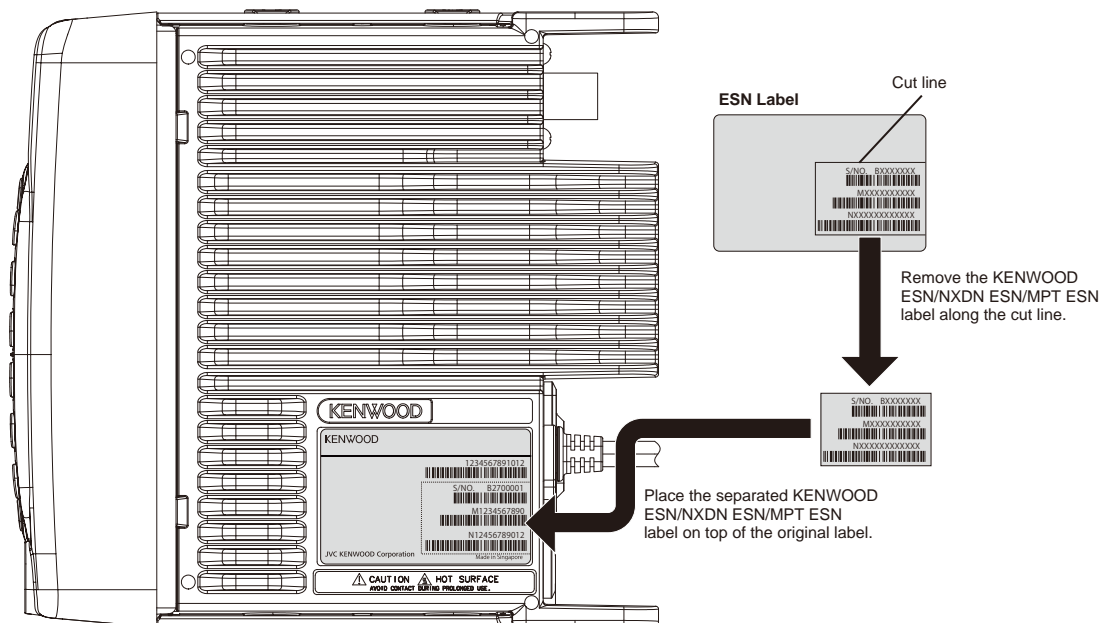 Cut line
ESN Label
S/NO. BXXXXXXX
MXXXXXXXXXX
NXXXXXXXXXXXX
Remove the KENWOOD
ESN/NXDN ESN/MPT ESN
label along the cut line.
S/NO. BXXXXXXX
MXXXXXXXXXX
NXXXXXXXXXXXX
KENWOOD
KENWOOD
1234567891012
S/NO. B2700001
M1234567890
N12456789012
JVC KENWOOD Corporation
Made in Singapore
CAUTION HOT SURFACE
AVOID CONTACT DURING PROLONGED USE.
Place the separated KENWOOD
ESN/NXDN ESN/MPT ESN
label on top of the original label.